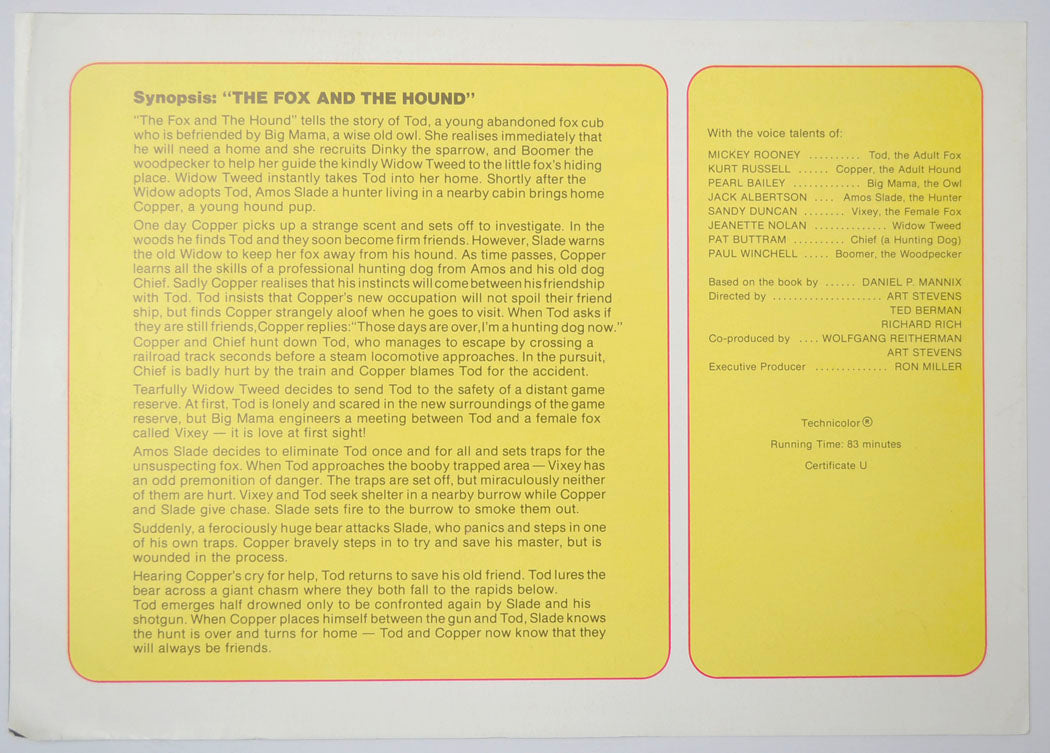 Synopsis: “THE FOX AND THE HOUND”
“The Fox and The Hound” tells the story of Tod, a young abandoned fox cub
who is befriended by Big Mama, a wise old owl. She realises immediately that
he will need a home and she recruits Dinky the sparrow, and Boomer the
woodpecker to help her guide the kindly Widow Tweed to the little fox's hiding
place. Widow Tweed instantly takes Tod into her home. Shortly after the
Widow adopts Tod, Amos Slade a hunter living in a nearby cabin brings home
Copper, a young hound pup.
One day Copper picks up a strange scent and sets off to investigate. In the
woods he finds Tod and they soon become firm friends. However, Slade warns
the old Widow to keep her fox away from his hound. As time passes, Copper
learns all the skills of a professional hunting dog from Amos and his old dog
Chief. Sadly Copper realises that his instincts will come between his friendship
with Tod. Tod insists that Copper's new occupation will not spoil their friend
ship, but finds Copper strangely aloof when he goes to visit. When Tod asks if
they are still friends, Copper replies: “Those days are over, I'm a hunting dog now.”
Copper and Chief hunt down Tod, who manages to escape by crossing a
railroad track seconds before a steam locomotive approaches. In the pursuit,
Chief is badly hurt by the train and Copper blames Tod for the accident.
Tearfully Widow Tweed decides to send Tod to the safety of a distant game
reserve. At first, Tod is lonely and scared in the new surroundings of the game
reserve, but Big Mama engineers a meeting between Tod and a female fox
called Vixey — it is love at first sight!
Amos Slade decides to eliminate Tod once and for all and sets traps for the
unsuspecting fox. When Tod approaches the booby trapped area — Vixey has
an odd premonition of danger. The traps are set off, but miraculously neither
of them are hurt. Vixey and Tod seek shelter in a nearby burrow while Copper
and Slade give chase. Slade sets fire to the burrow to smoke them out.
Suddenly, a ferociously huge bear attacks Slade, who panics and steps in one
of his own traps. Copper bravely steps in to try and save his master, but is
wounded in the process.
Hearing Copper's cry for help, Tod returns to save his old friend. Tod lures the
bear across a giant chasm where they both fall to the rapids below.
Tod emerges half drowned only to be confronted again by Slade and his
shotgun. When Copper places himself between the gun and Tod, Slade knows
the hunt is over and turns for home — Tod and Copper now know that they
will always be friends.
With the voice talents of:
MICKEY ROONEY .......... Tod, the Adult Fox
KURT RUSSELL ...... Copper, the Adult Hound
PEARL BAILEY ............ Big Mama, the Owl
JACK ALBERTSON .... Amos Slade, the Hunter
SANDY DUNCAN ........ Vixey, the Female Fox
JEANETTE NOLAN .............. Widow Tweed
PAT BUTTRAM .......... Chief (a Hunting Dog)
PAUL WINCHELL ..... Boomer, the Woodpecker
Based on the book by ...... DANIEL P. MANNIX
Directed by ...................... ART STEVENS
TED BERMAN
RICHARD RICH
Co-produced by .... WOLFGANG REITHERMAN
ART STEVENS
Executive Producer .............. RON MILLER
Technicolor®
Running Time: 83 minutes
Certificate U